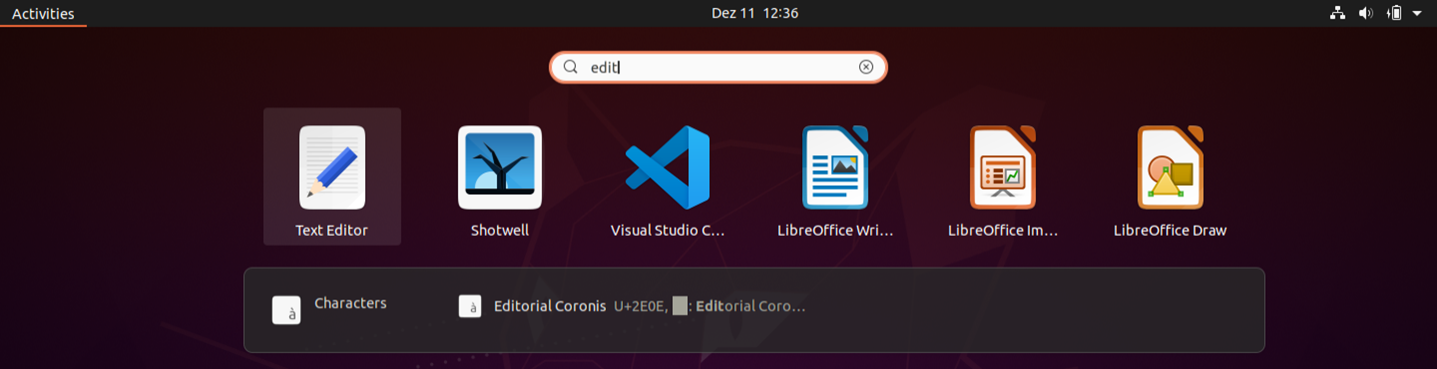 Activities
Dez 11 12:36
edit
Text Editor
Shotwell
Visual Studio C...
LibreOffice Wri...
LibreOffice Im...
LibreOffice Draw
à
Characters
à
Editorial Coronis U+2E0E, : Editorial Coro...